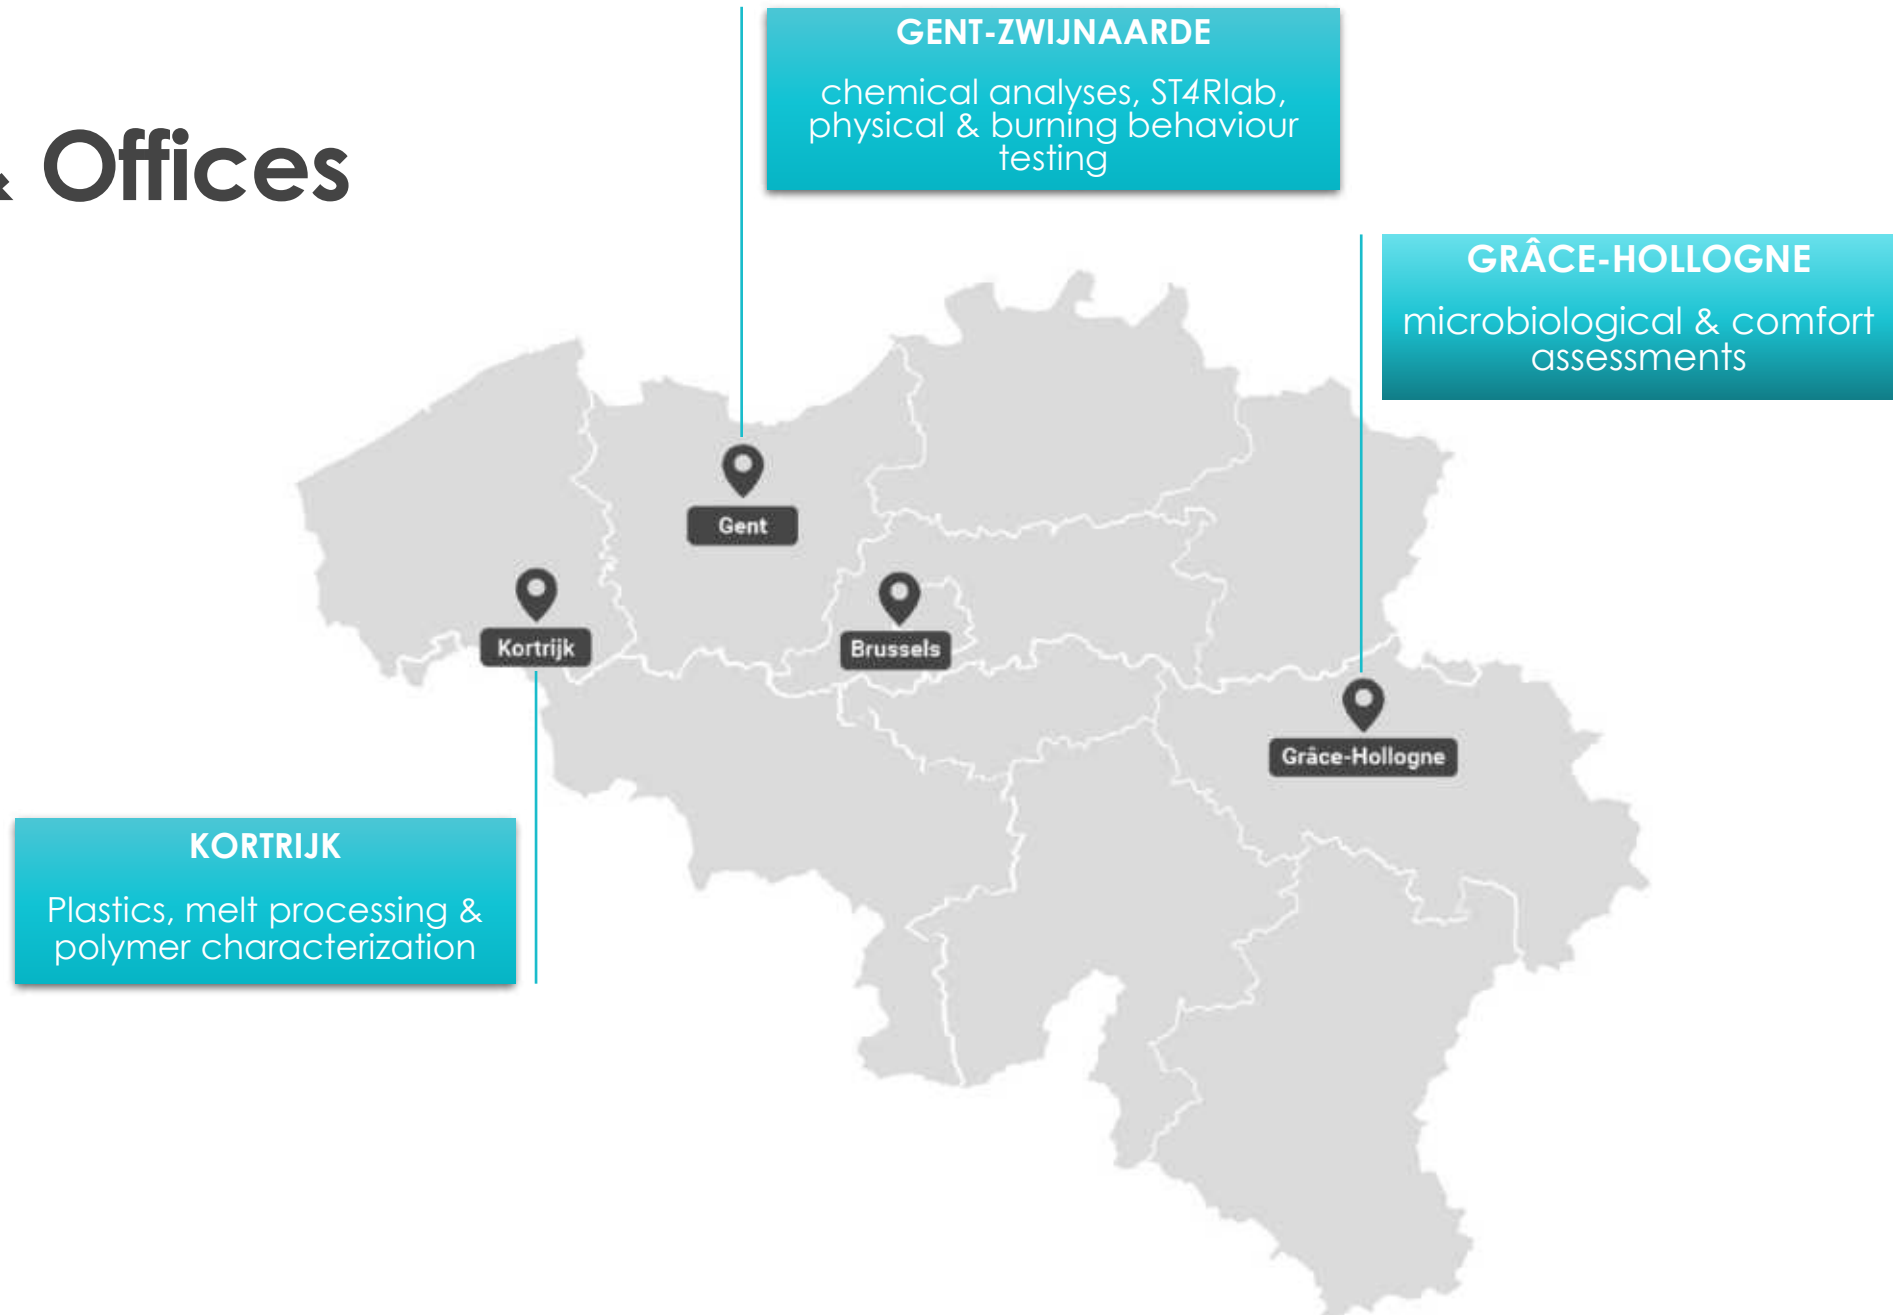 & Offices
GENT-ZWIJNAARDE
chemical analyses, ST4Rlab,
physical & burning behaviour
testing
GRÂCE-HOLLOGNE
microbiological & comfort
assessments
Gent
Kortrijk
Brussels
Grâce-Hollogne
KORTRIJK
Plastics, melt processing &
polymer characterization